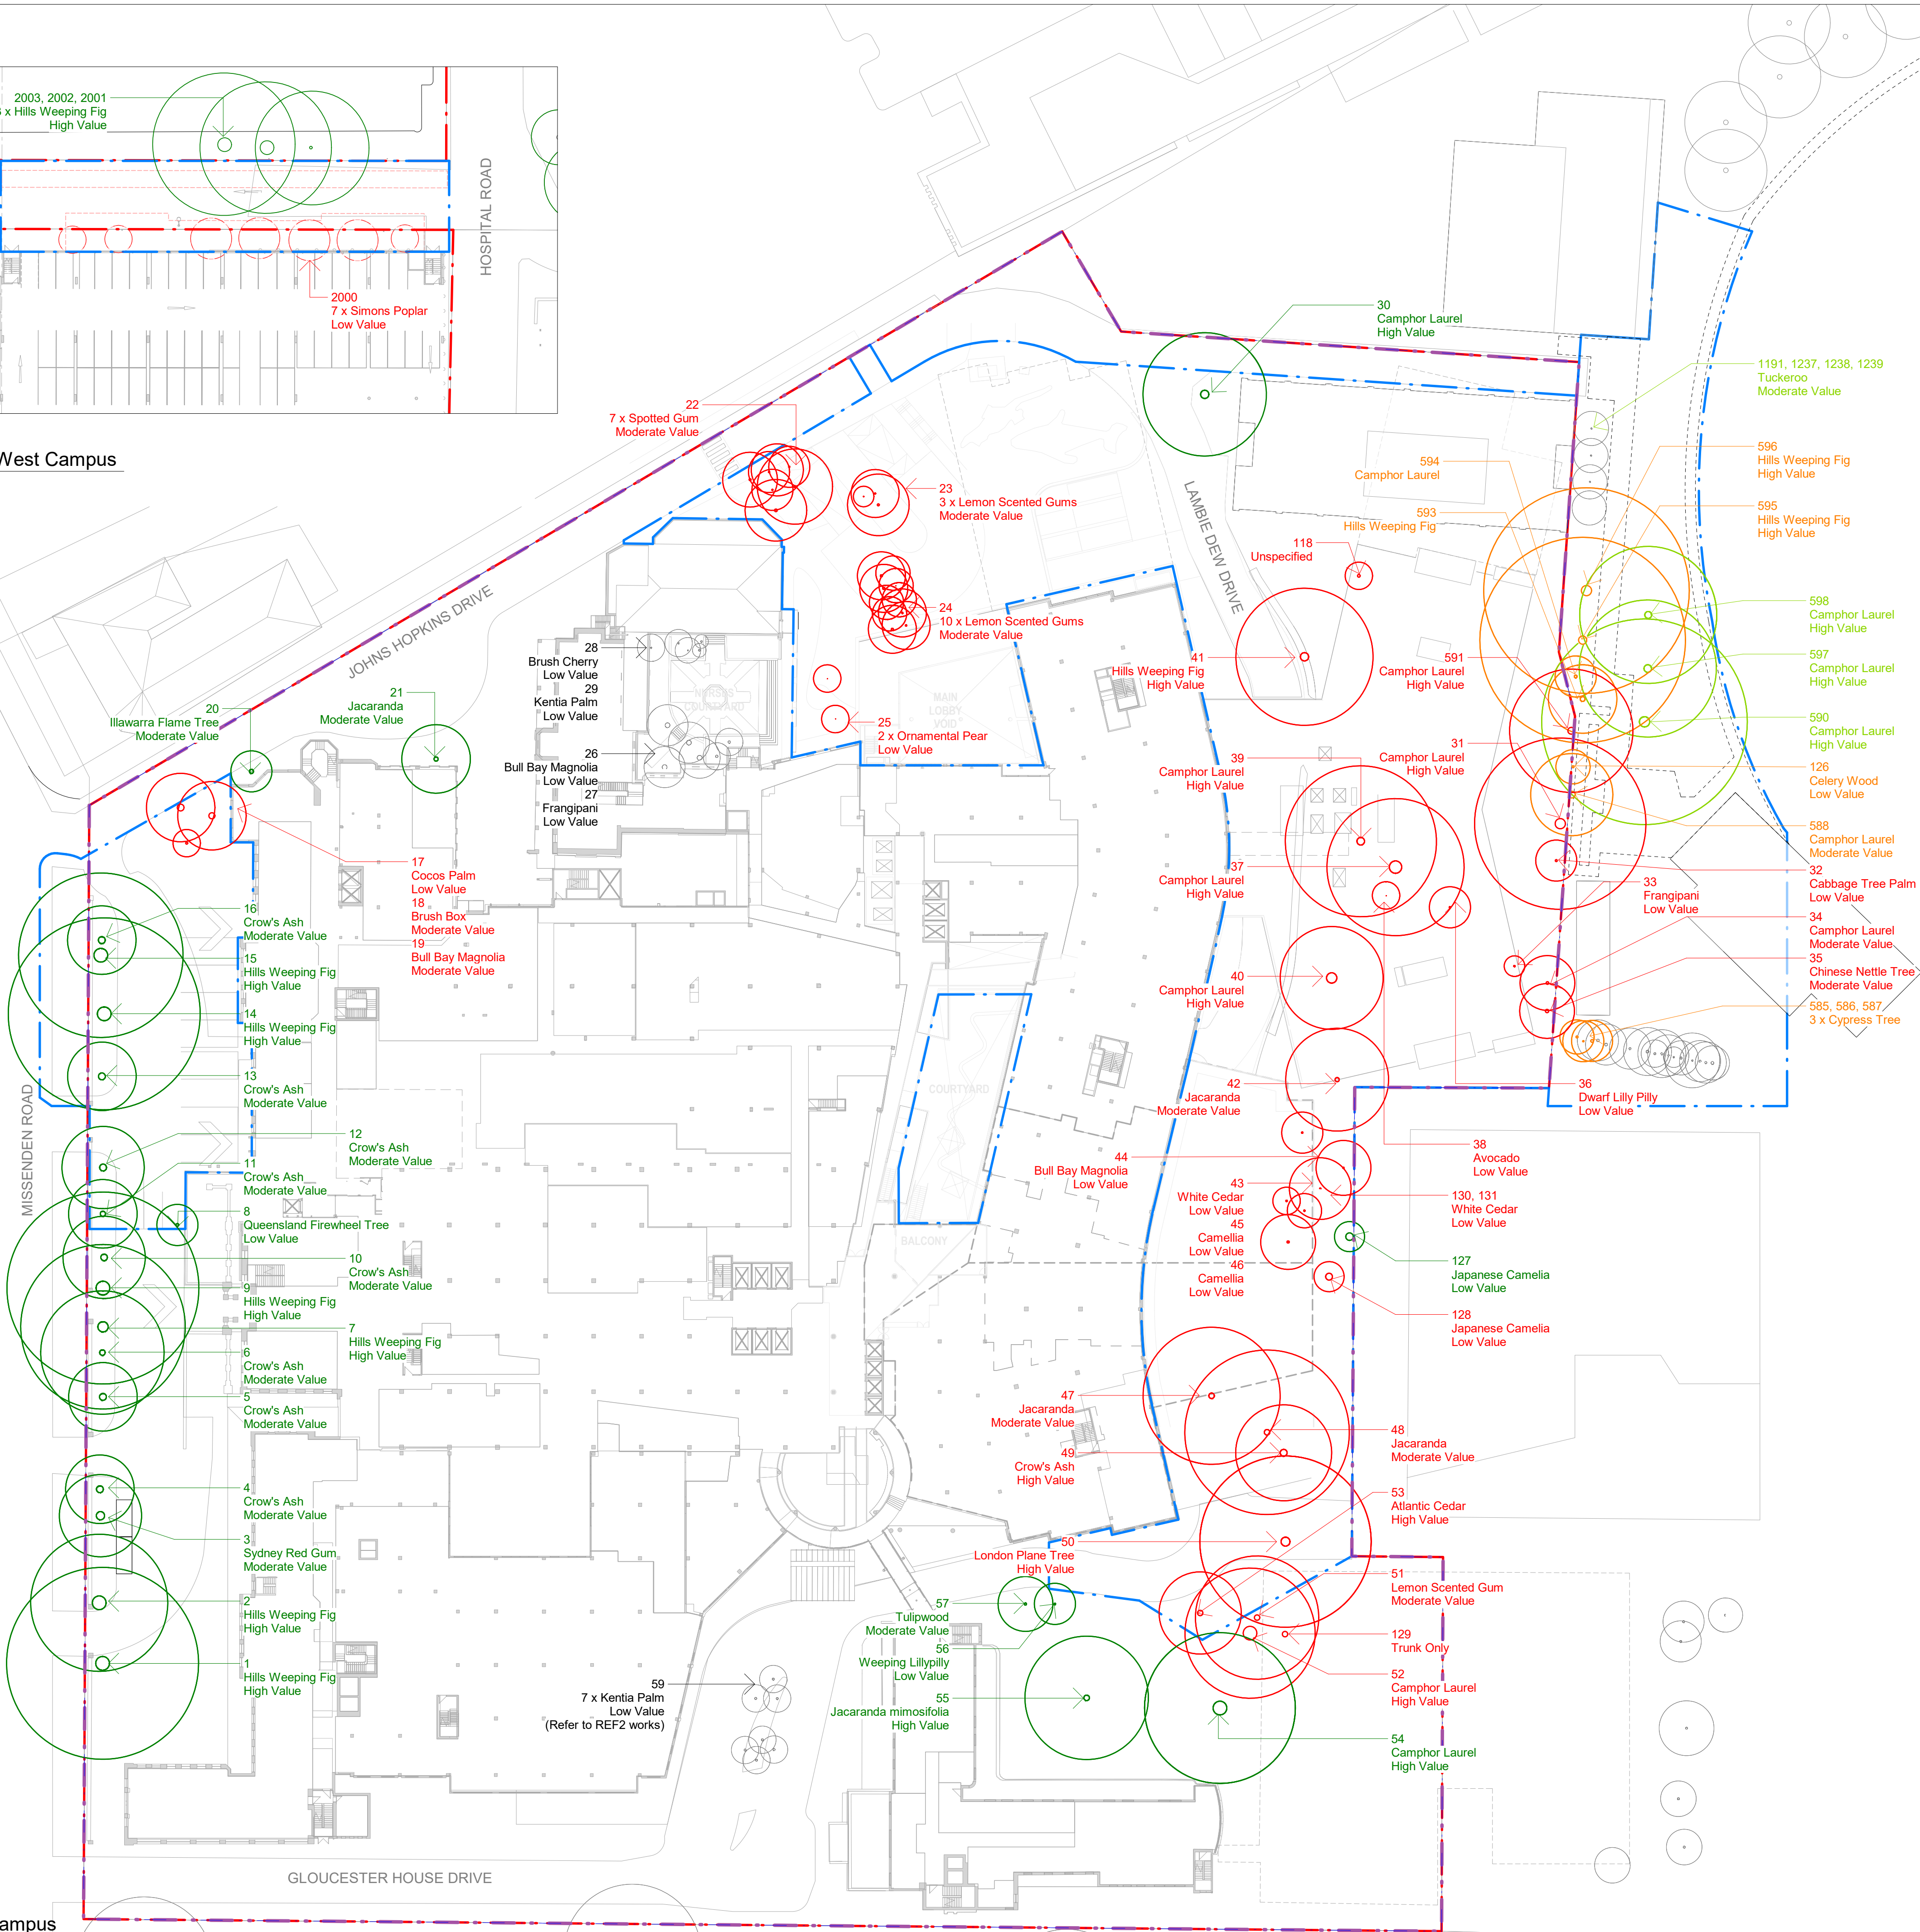 2003, 2002, 2001
x Hills Weeping Fig
High Value
HOSPITAL ROAD
2000
7 x Simons Poplar
Low Value
West Campus
30
Camphor Laurel
High Value
1191, 1237, 1238, 1239
Tuckeroo
Moderate Value
22
7 x Spotted Gum
Moderate Value
596
Hills Weeping Fig
High Value
594
Camphor Laurel
23
3 x Lemon Scented Gums
Moderate Value
LAMBIE DEW DRIVE
593
Hills Weeping Fig
595
Hills Weeping Fig
High Value
118
Unspecified
JOHNS HOPKINS DRIVE
24
10 x Lemon Scented Gums
Moderate Value
598
Camphor Laurel
High Value
28
Brush Cherry
Low Value
29
Kentia Palm
Low Value
NURSES
COURTYARD
MAIN
LOBBY
VOID
41
Hills Weeping Fig
High Value
591
Camphor Laurel
High Value
597
Camphor Laurel
High Value
21
Jacaranda
Moderate Value
20
Illawarra Flame Tree
Moderate Value
25
2 x Ornamental Pear
Low Value
590
Camphor Laurel
High Value
26
Bull Bay Magnolia
Low Value
27
Frangipani
Low Value
39
Camphor Laurel
High Value
31
Camphor Laurel
High Value
126
Celery Wood
Low Value
588
Camphor Laurel
Moderate Value
17
Cocos Palm
Low Value
18
Brush Box
Moderate Value
19
Bull Bay Magnolia
Moderate Value
37
Camphor Laurel
High Value
32
Cabbage Tree Palm
Low Value
33
Frangipani
Low Value
16
Crow's Ash
Moderate Value
34
Camphor Laurel
Moderate Value
15
Hills Weeping Fig
High Value
35
Chinese Nettle Tree
Moderate Value
40
Camphor Laurel
High Value
14
Hills Weeping Fig
High Value
585, 586, 587
3 x Cypress Tree
13
Crow's Ash
Moderate Value
COURTYARD
42
Jacaranda
Moderate Value
36
Dwarf Lilly Pilly
Low Value
MISSENDEN ROAD
12
Crow's Ash
Moderate Value
38
Avocado
Low Value
11
Crow's Ash
Moderate Value
44
Bull Bay Magnolia
Low Value
43
White Cedar
Low Value
130, 131
White Cedar
Low Value
8
Queensland Firewheel Tree
Low Value
45
Camellia
Low Value
BALCONY
10
Crow's Ash
Moderate Value
46
Camellia
Low Value
127
Japanese Camelia
Low Value
9
Hills Weeping Fig
High Value
128
Japanese Camelia
Low Value
7
Hills Weeping Fig
High Value
6
Crow's Ash
Moderate Value
5
Crow's Ash
Moderate Value
47
Jacaranda
Moderate Value
48
Jacaranda
Moderate Value
49
Crow's Ash
High Value
4
Crow's Ash
Moderate Value
53
Atlantic Cedar
High Value
3
Sydney Red Gum
Moderate Value
50
London Plane Tree
High Value
51
Lemon Scented Gum
Moderate Value
2
Hills Weeping Fig
High Value
57
Tulipwood
Moderate Value
129
Trunk Only
56
Weeping Lillypilly
Low Value
1
Hills Weeping Fig
High Value
52
Camphor Laurel
High Value
59
7 x Kentia Palm
Low Value
(Refer to REF2 works)
55
Jacaranda mimosifolia
High Value
54
Camphor Laurel
High Value
GLOUCESTER HOUSE DRIVE
ampus